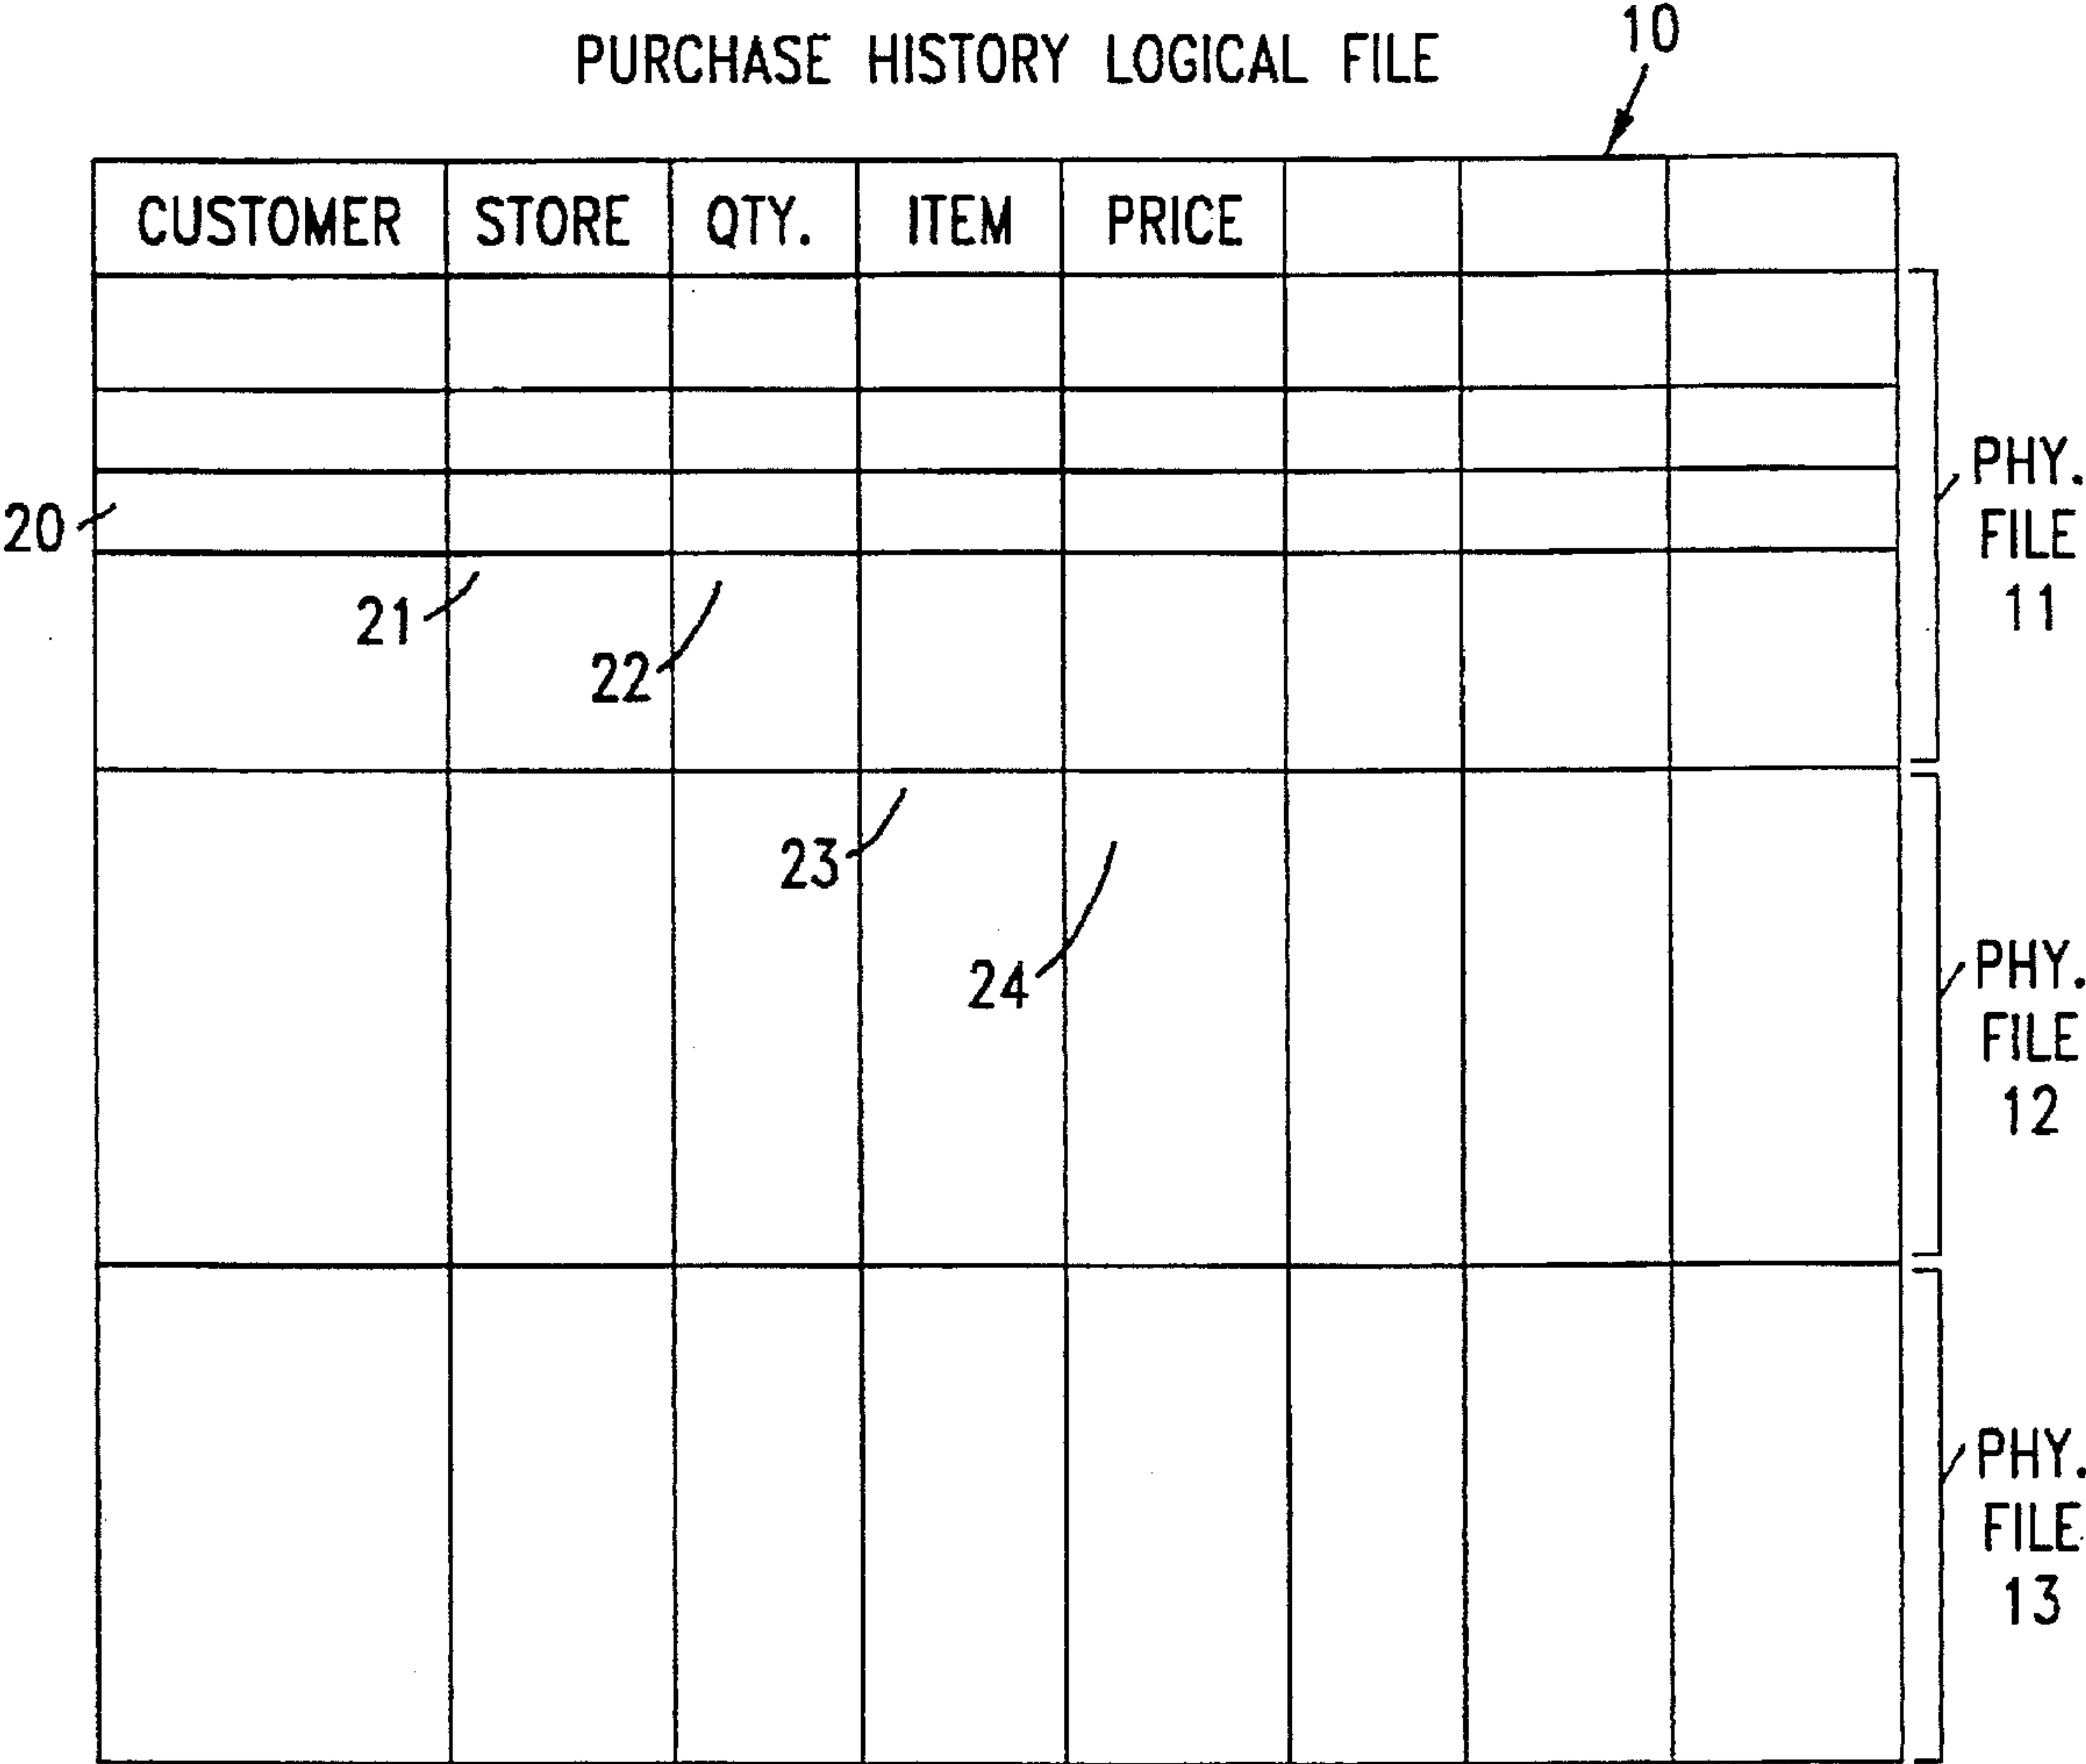 PURCHASE HISTORY LOGICAL FILE
10
CUSTOMER STORE QTY. ITEM PRICE
PHY.
FILE
11
20
21
22
23
24
PHY.
FILE
12
PHY.
FILE
13